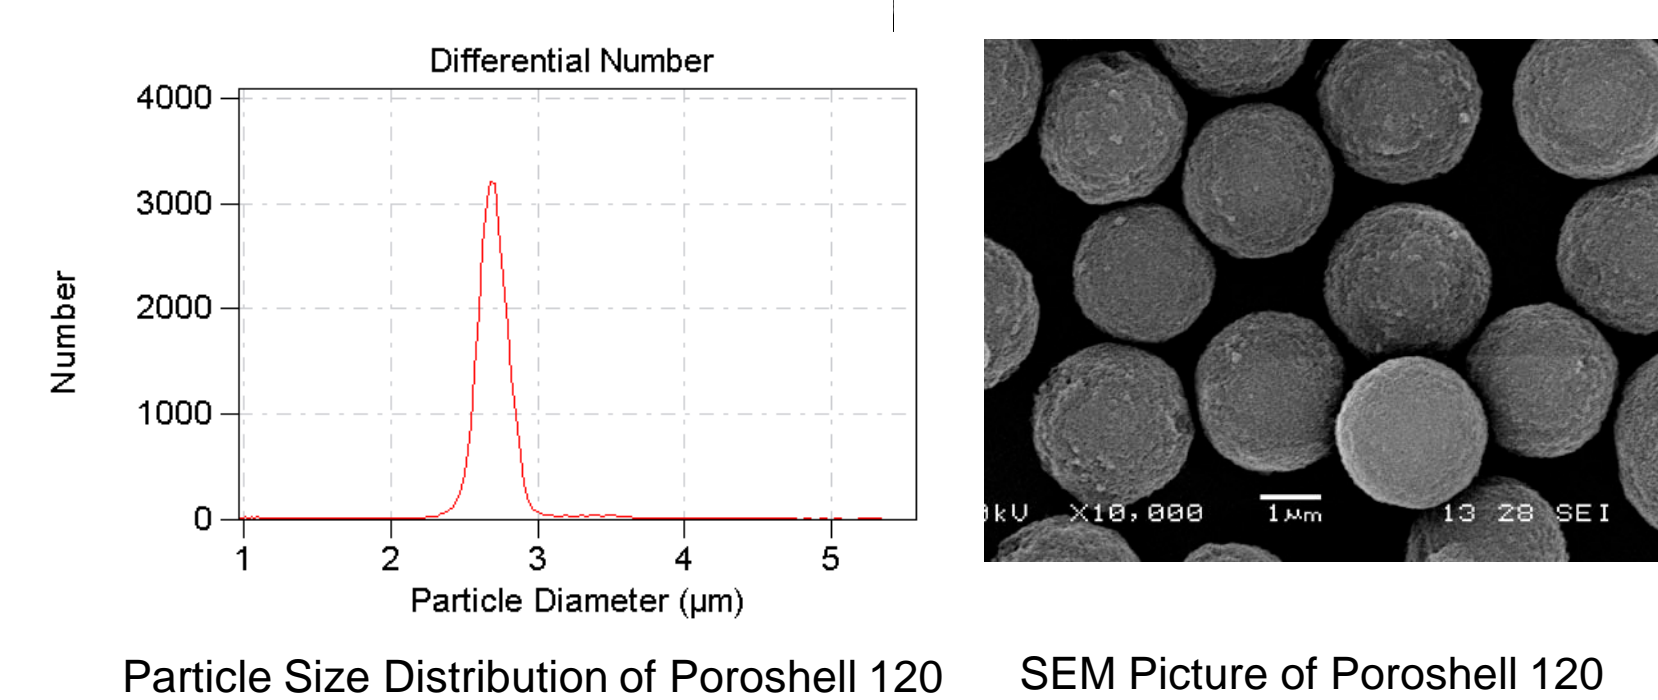 Differential Number
4000
3000
2000
1000
0
Number
1 2 3 4 5
Particle Diameter (µm)
Particle Size Distribution of Poroshell 120
kV X10,000 1µm 13 28 SEI
SEM Picture of Poroshell 120